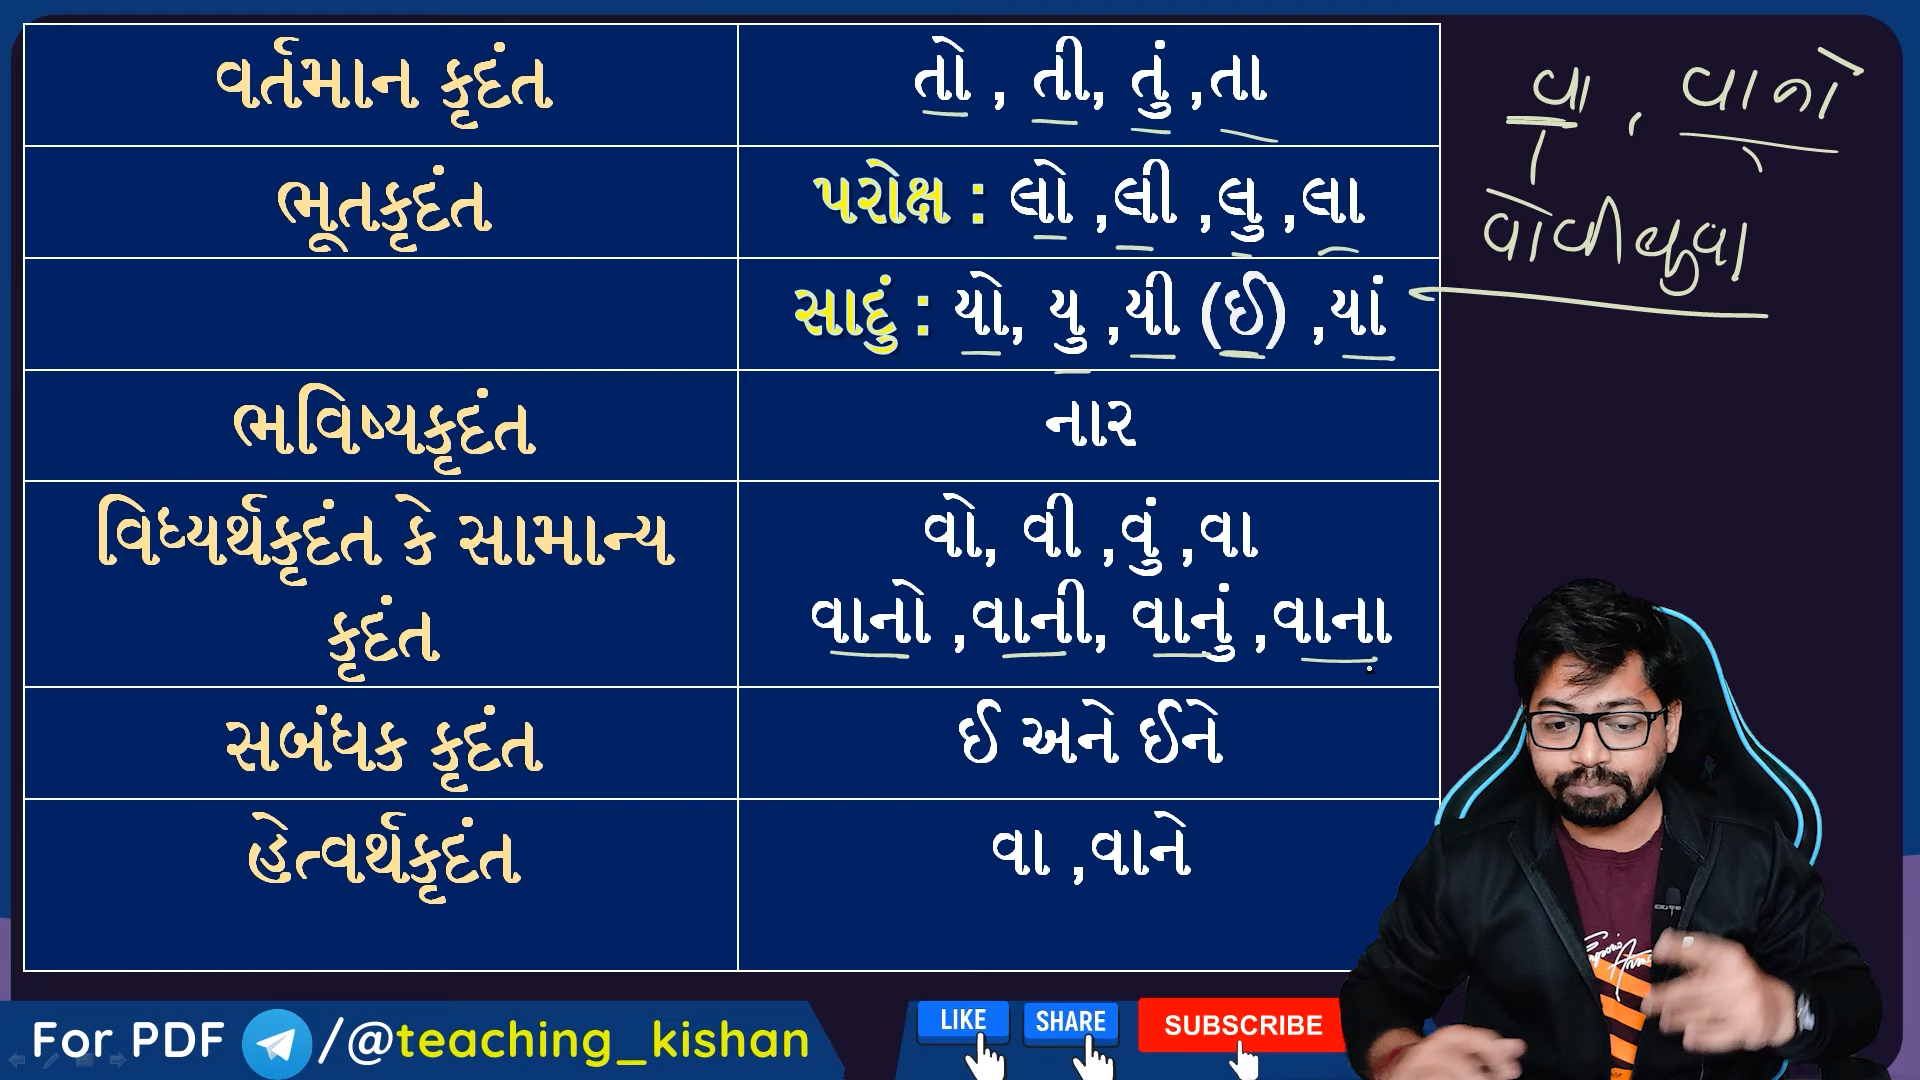 વર્તમાન કૃદંત
તો , તી, તું ,તા
ભૂતકૃદંત
પરોક્ષ : લો ,લી ,લુ ,લા
સાદું : યો, યુ ,યી (ઈ) ,યાં
ભવિષ્યકૃદંત
નાર
વિધ્યર્થકૃદંત કે સામાન્ય
કૃદંત
વો, વી ,વું ,વા
વાનો ,વાની, વાનું ,વાના
સબંધક કૃદંત
ઈ અને ઈને
હેત્વર્થકૃદંત
વા ,વાને
વા , વાનો
વોવીવુવા
For PDF /@teaching_kishan
LIKE
SHARE
SUBSCRIBE